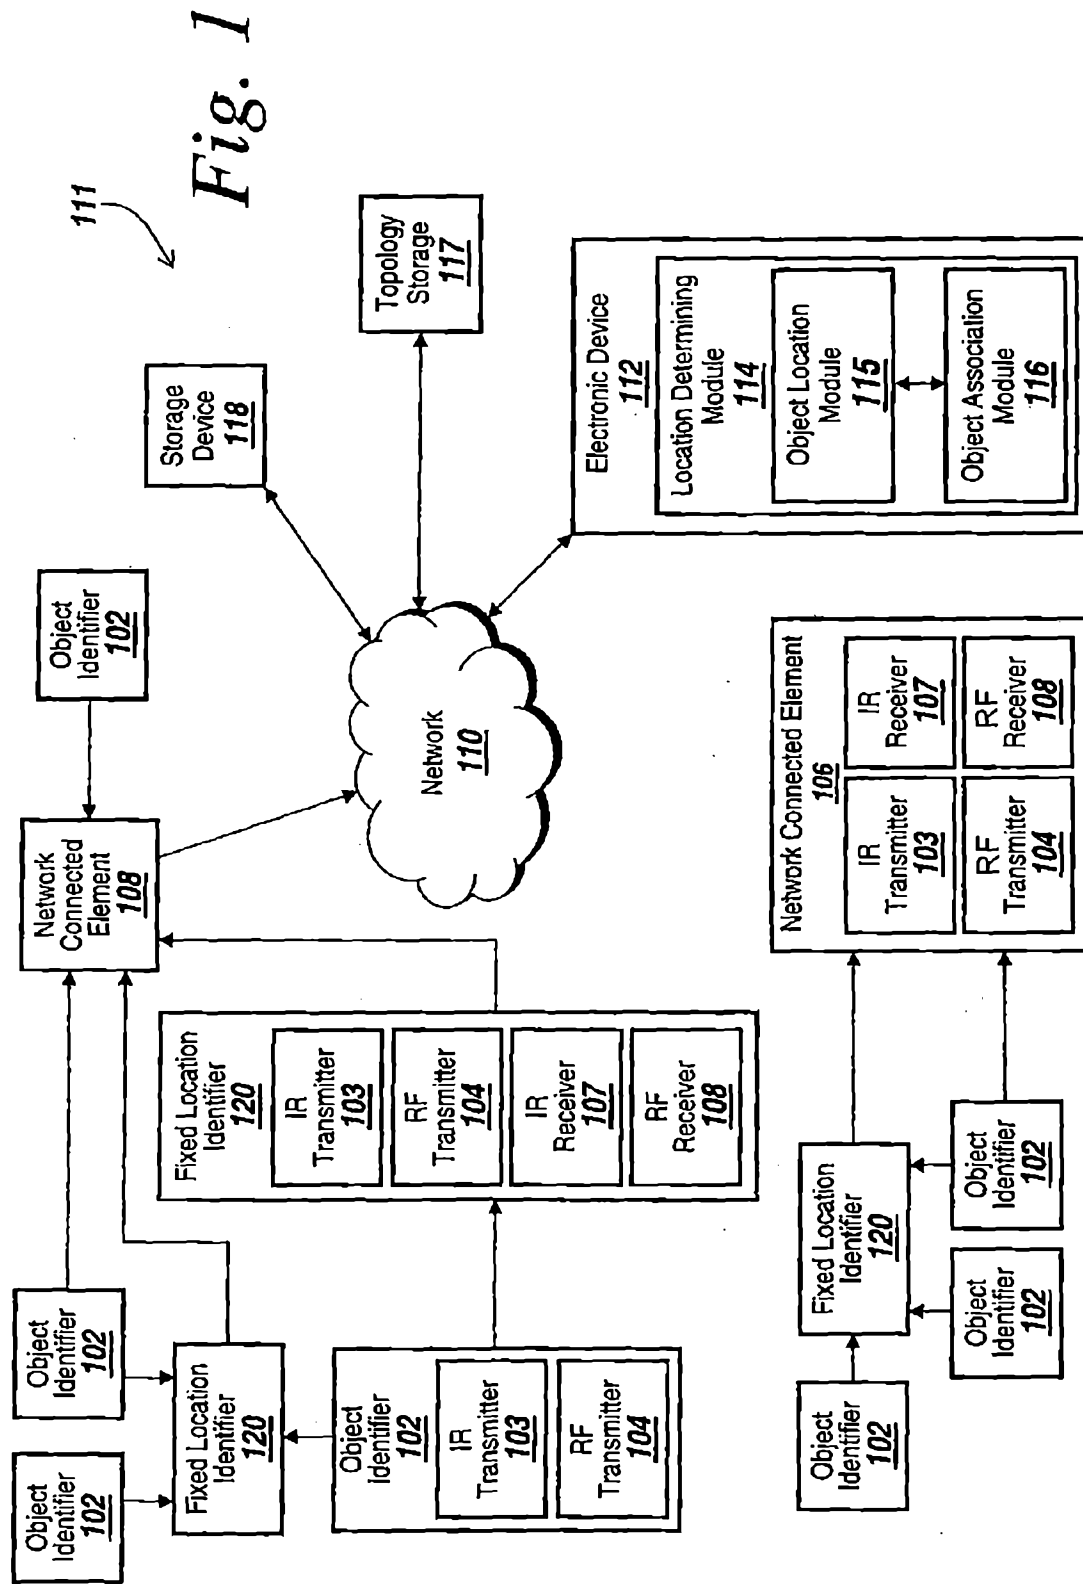 Object
Identifier
102
Object
Identifier
102
Network
Connected
Element
108
Object
Identifier
102
Storage
Device
118
111
Fig. 1
Fixed Location
Identifier
120
Fixed Location
Identifier
120
IR
Transmitter
103
RF
Transmitter
104
IR
Receiver
107
RF
Receiver
108
Network
110
Topology
Storage
117
Object
Identifier
102
IR
Transmitter
103
RF
Transmitter
104
Electronic Device
112
Location Determining
Module
114
Object Location
Module
115
Object Association
Module
116
Object
Identifier
102
Fixed Location
Identifier
120
Object
Identifier
102
Object
Identifier
102
Network Connected Element
106
IR
Transmitter
103
IR
Receiver
107
RF
Transmitter
104
RF
Receiver
108